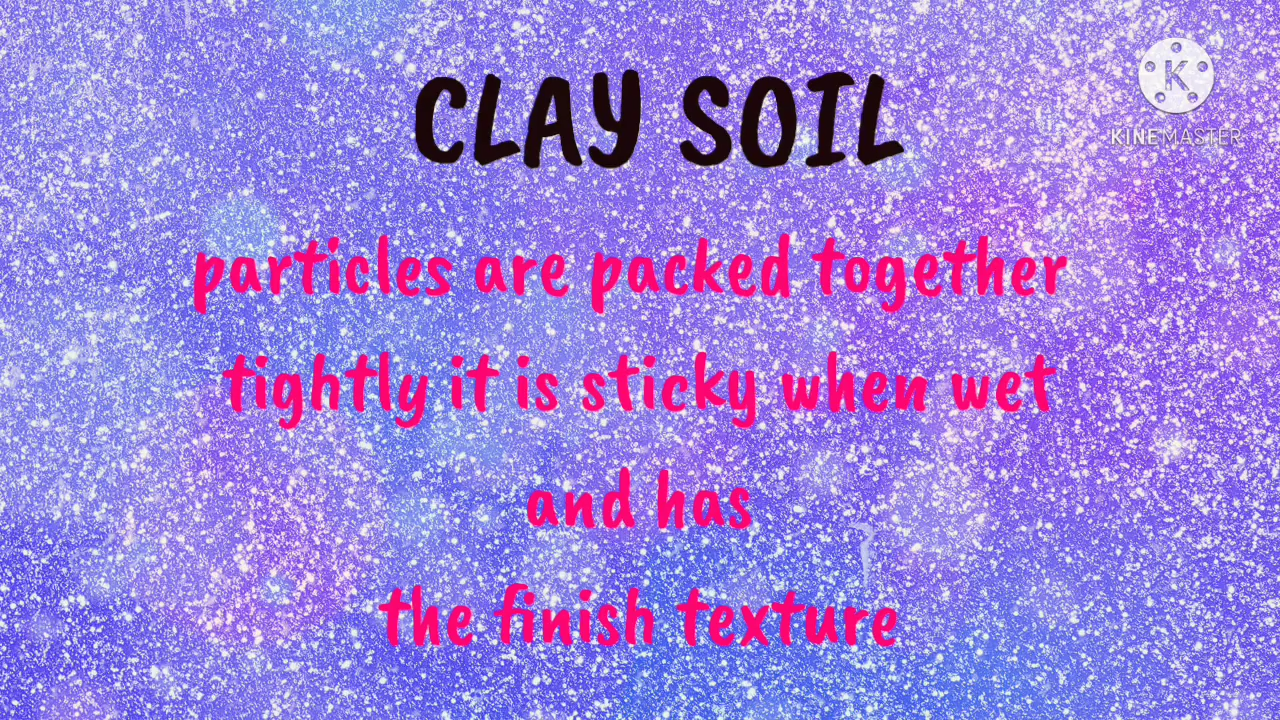 CLAY SOIL
K
KINEMASTER
particles are packed together
tightly it is sticky when wet
and has
the finish texture